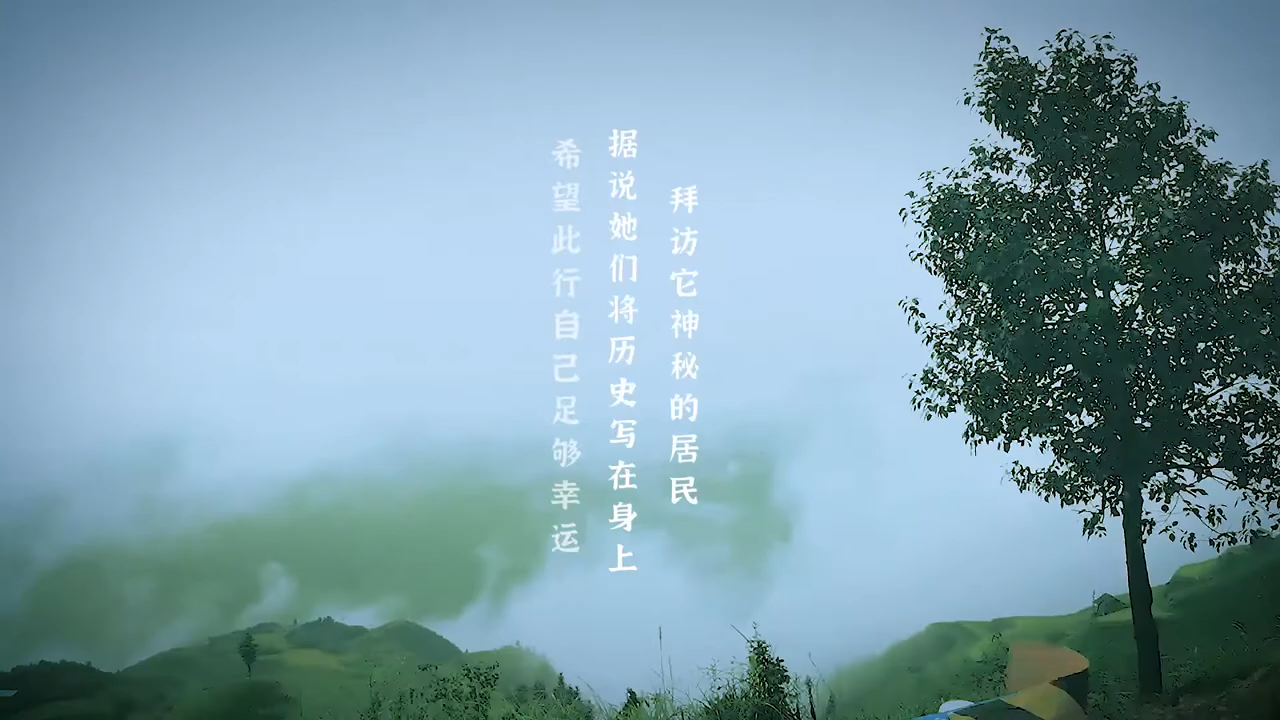 拜访它神秘的居民
据说她们将历史写在身上
希望此行自己足够幸运